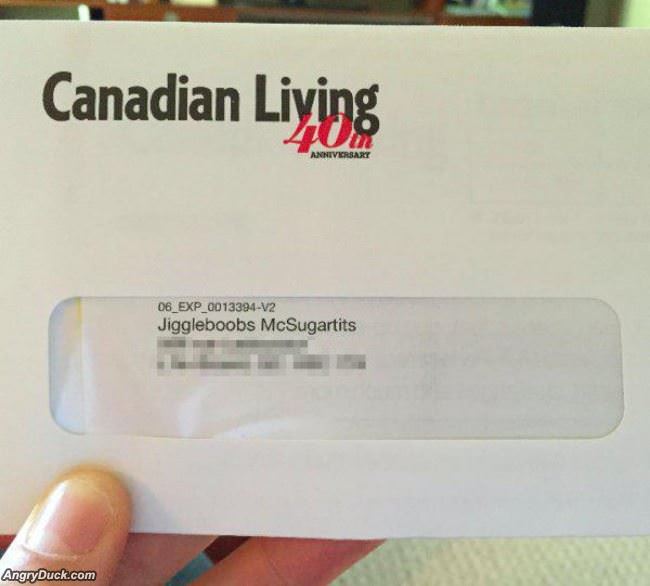 Canadian Living
40th
ANNIVERSARY
06_EXP_0013394-V2
Jiggleboobs McSugartits
AngryDuck.com